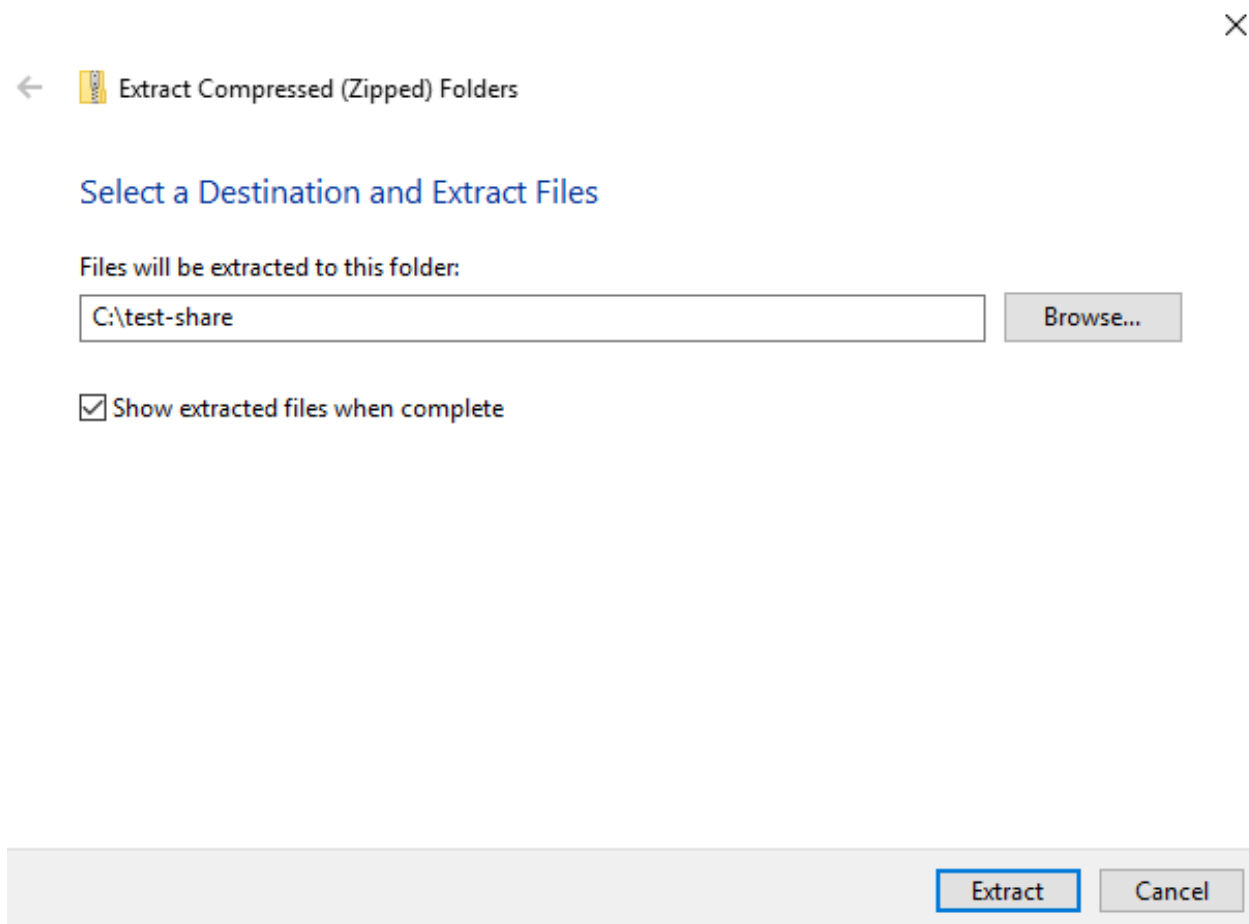 Extract Compressed (Zipped) Folders
Select a Destination and Extract Files
Files will be extracted to this folder:
C:\test-share
Browse...
Show extracted files when complete
Extract
Cancel